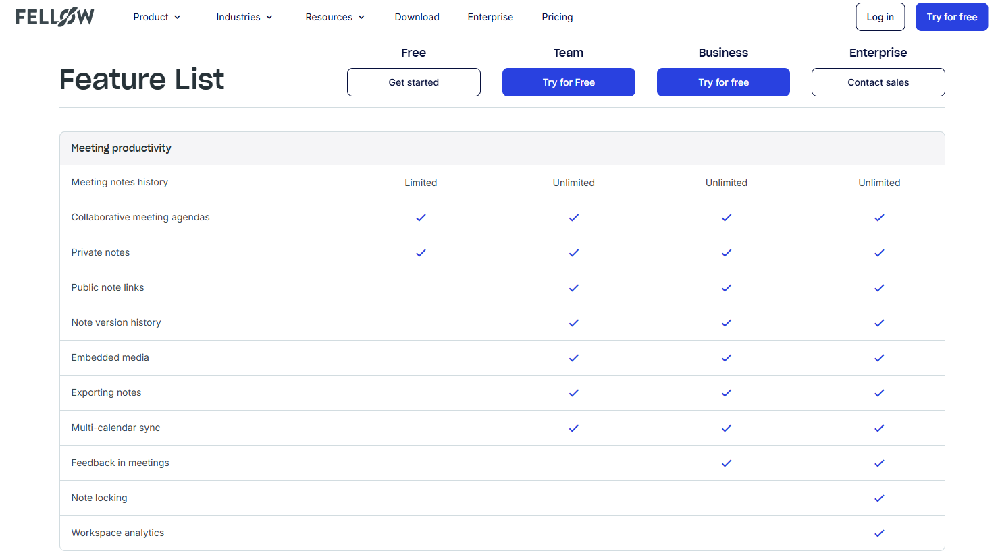 FELLOW Product Industries Resources Download Enterprise Pricing Log in Try for free
Free Team Business Enterprise
Feature List Get started Try for Free Try for free Contact sales
Meeting productivity
Meeting notes history Limited Unlimited Unlimited Unlimited
Collaborative meeting agendas
Private notes
Public note links
Note version history
Embedded media
Exporting notes
Multi-calendar sync
Feedback in meetings
Note locking
Workspace analytics